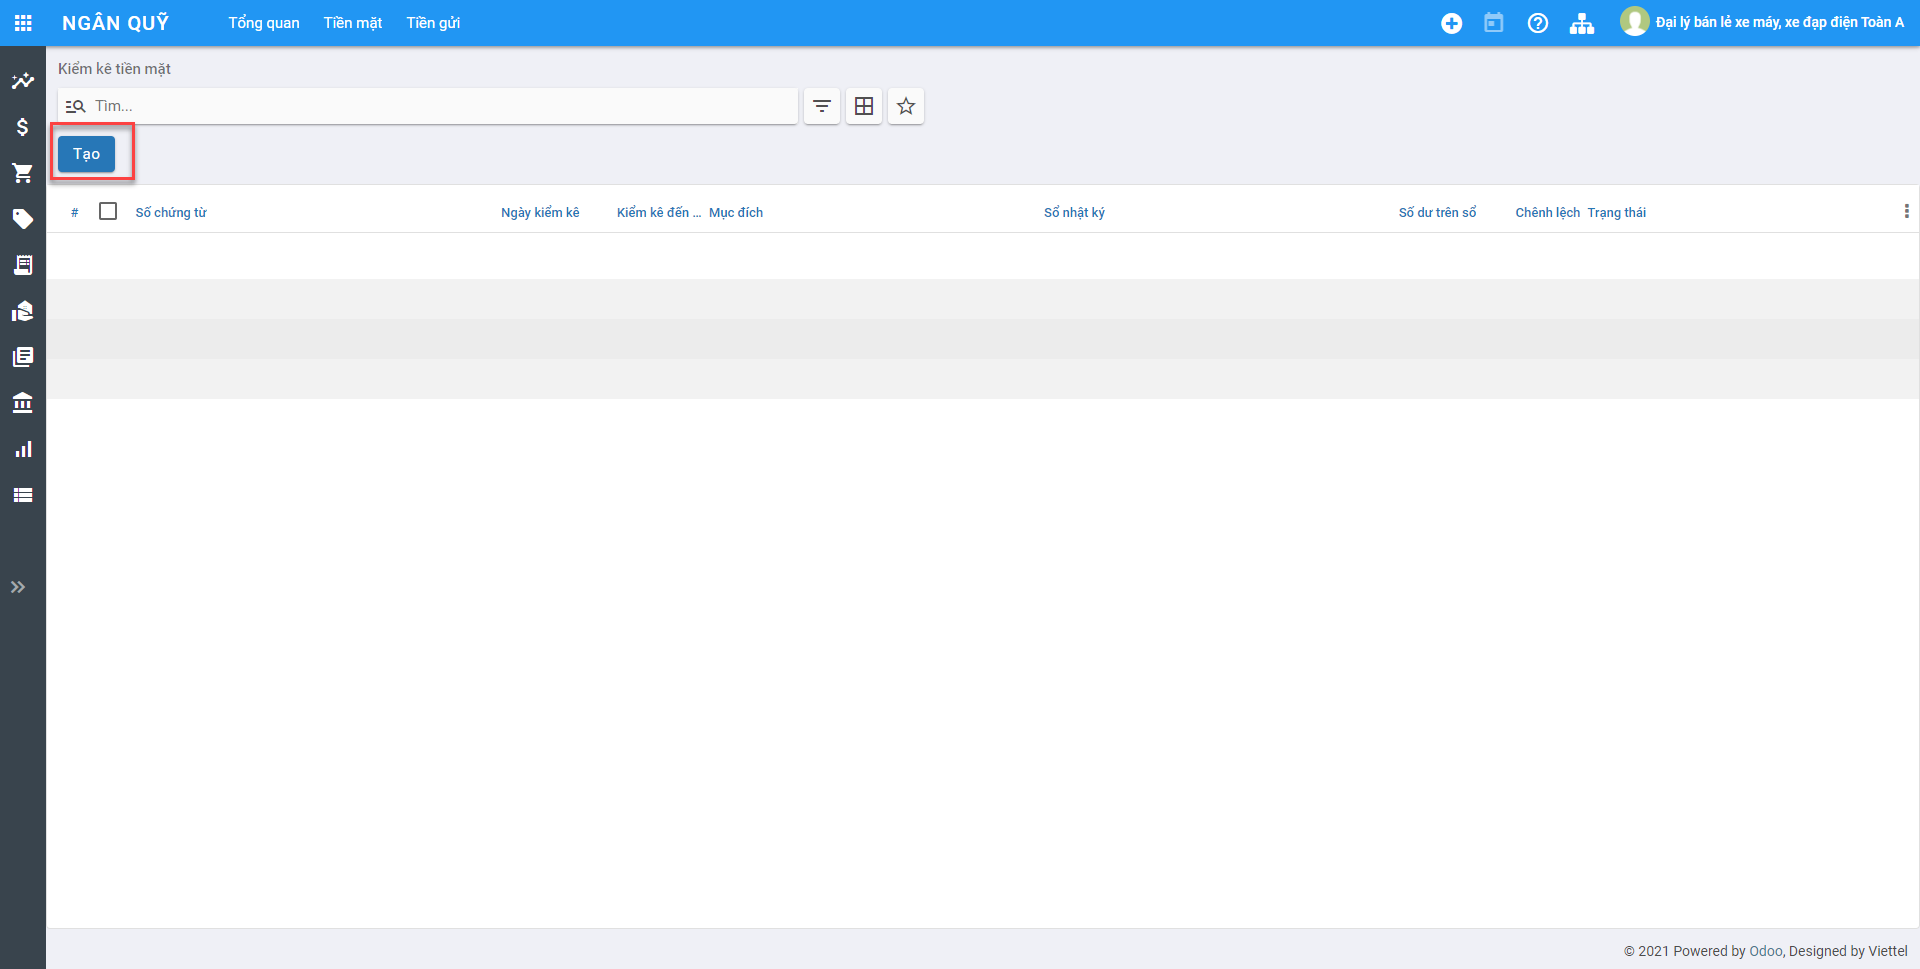 NGÂN QUỸ Tổng quan Tiền mặt Tiền gửi Đại lý bán lẻ xe máy, xe đạp điện Toàn A
Kiểm kê tiền mặt
Tìm...
Tạo
# Số chứng từ Ngày kiểm kê Kiểm kê đến ... Mục đích Sổ nhật ký Số dư trên sổ Chênh lệch Trạng thái
© 2021 Powered by Odoo, Designed by Viettel